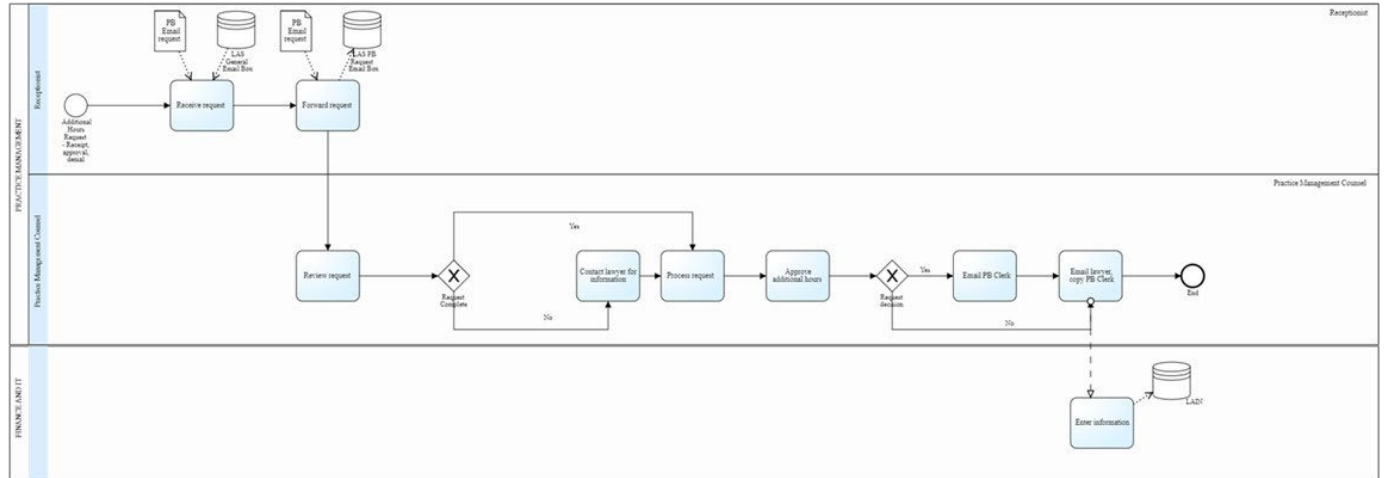 Receptionist
PB
Email
request
LAS
General
Email Box
PB
Email
request
LAS PB
Request
Email Box
Receptionist
Receive request
Forward request
Additional
Hours
Request
- Receipt,
approval,
denial
PRACTICE MANAGEMENT
Practice Management Counsel
Practice Management Counsel
Yes
Review request
Request
Complete
Contact lawyer for
information
Process request
Approve
additional hours
Request
decision
Yes
Email PB Clerk
Email lawyer,
copy PB Clerk
End
No
No
FINANCE AND IT
Enter information
LAIN